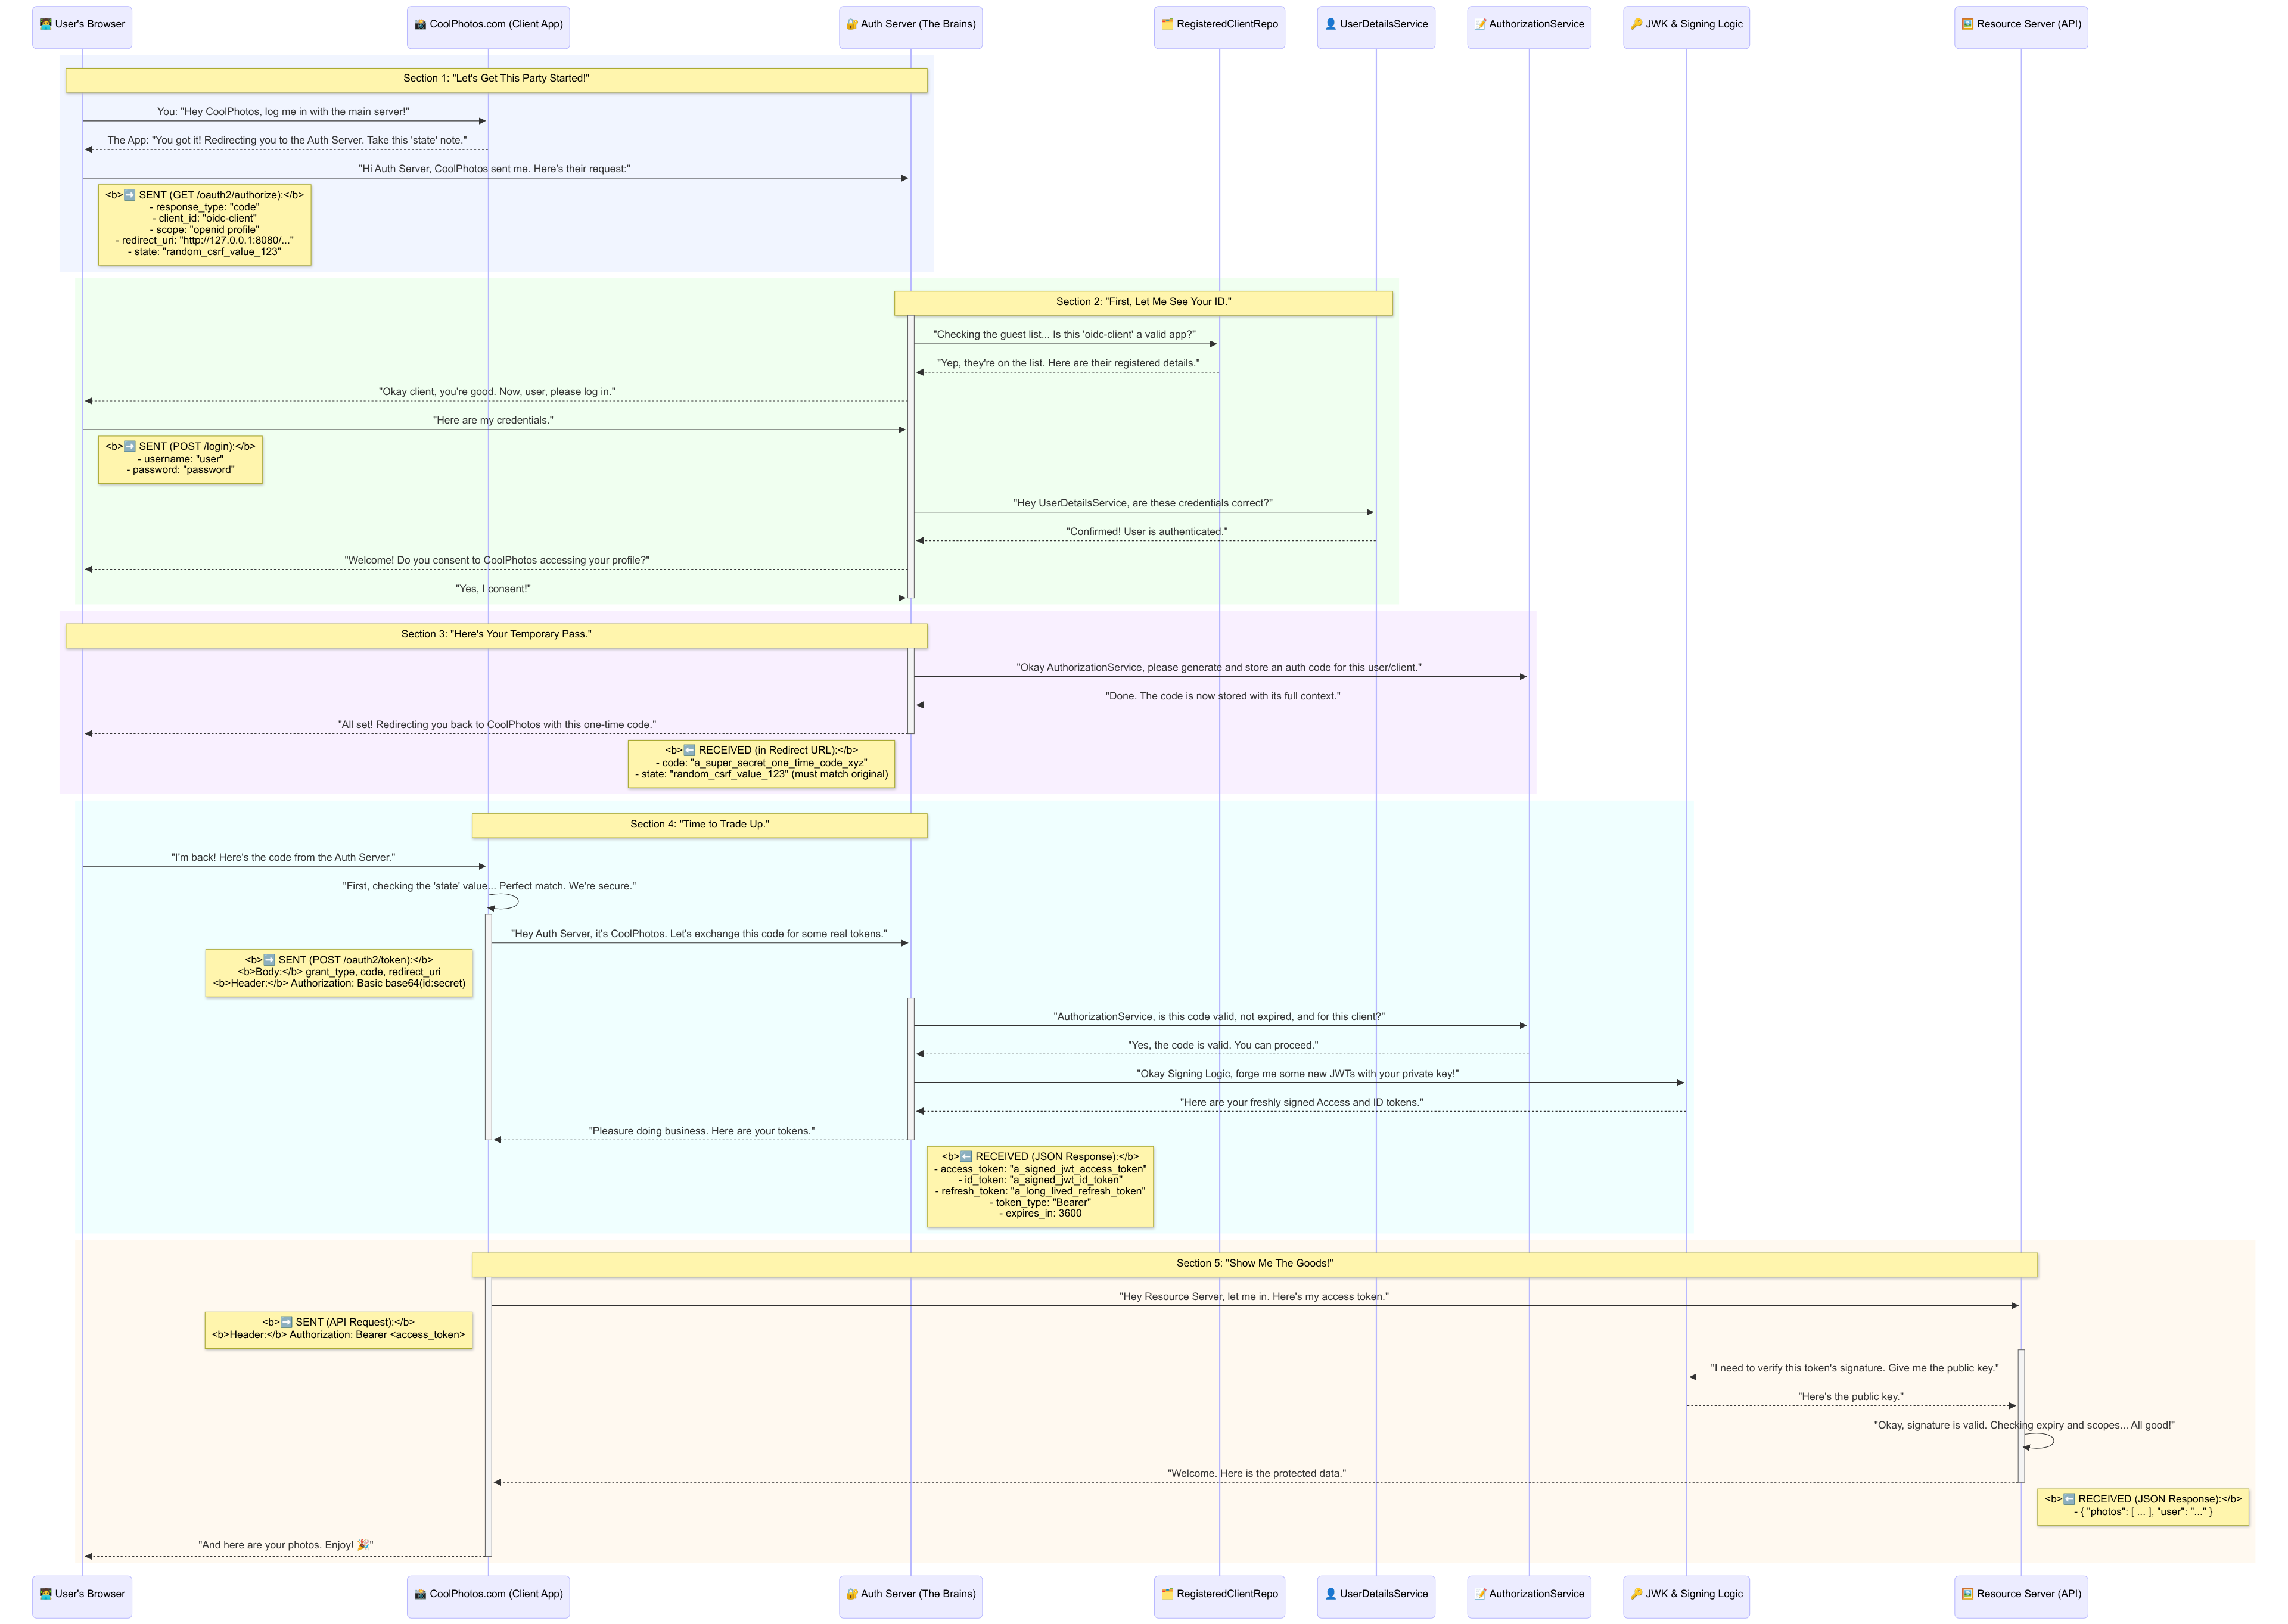 🧑‍💻 User's Browser
📸 CoolPhotos.com (Client App)
🔐 Auth Server (The Brains)
🗂️ RegisteredClientRepo
👤 UserDetailsService
📝 AuthorizationService
🔑 JWK & Signing Logic
🖼️ Resource Server (API)
Section 1: "Let's Get This Party Started!"
You: "Hey CoolPhotos, log me in with the main server!"
The App: "You got it! Redirecting you to the Auth Server. Take this 'state' note."
"Hi Auth Server, CoolPhotos sent me. Here's their request:"
<b>➡️ SENT (GET /oauth2/authorize):</b>
- response_type: "code"
- client_id: "oidc-client"
- scope: "openid profile"
- redirect_uri: "http://127.0.0.1:8080/..."
- state: "random_csrf_value_123"
Section 2: "First, Let Me See Your ID."
"Checking the guest list... Is this 'oidc-client' a valid app?"
"Yep, they're on the list. Here are their registered details."
"Okay client, you're good. Now, user, please log in."
"Here are my credentials."
<b>➡️ SENT (POST /login):</b>
- username: "user"
- password: "password"
"Hey UserDetailsService, are these credentials correct?"
"Confirmed! User is authenticated."
"Welcome! Do you consent to CoolPhotos accessing your profile?"
"Yes, I consent!"
Section 3: "Here's Your Temporary Pass."
"Okay AuthorizationService, please generate and store an auth code for this user/client."
"Done. The code is now stored with its full context."
"All set! Redirecting you back to CoolPhotos with this one-time code."
<b>⬅️ RECEIVED (in Redirect URL):</b>
- code: "a_super_secret_one_time_code_xyz"
- state: "random_csrf_value_123" (must match original)
Section 4: "Time to Trade Up."
"I'm back! Here's the code from the Auth Server."
"First, checking the 'state' value... Perfect match. We're secure."
"Hey Auth Server, it's CoolPhotos. Let's exchange this code for some real tokens."
<b>➡️ SENT (POST /oauth2/token):</b>
<b>Body:</b> grant_type, code, redirect_uri
<b>Header:</b> Authorization: Basic base64(id:secret)
"AuthorizationService, is this code valid, not expired, and for this client?"
"Yes, the code is valid. You can proceed."
"Okay Signing Logic, forge me some new JWTs with your private key!"
"Here are your freshly signed Access and ID tokens."
"Pleasure doing business. Here are your tokens."
<b>⬅️ RECEIVED (JSON Response):</b>
- access_token: "a_signed_jwt_access_token"
- id_token: "a_signed_jwt_id_token"
- refresh_token: "a_long_lived_refresh_token"
- token_type: "Bearer"
- expires_in: 3600
Section 5: "Show Me The Goods!"
"Hey Resource Server, let me in. Here's my access token."
<b>➡️ SENT (API Request):</b>
<b>Header:</b> Authorization: Bearer <access_token>
"I need to verify this token's signature. Give me the public key."
"Here's the public key."
"Okay, signature is valid. Checking expiry and scopes... All good!"
"Welcome. Here is the protected data."
<b>⬅️ RECEIVED (JSON Response):</b>
- { "photos": [ ... ], "user": "..." }
"And here are your photos. Enjoy! 🎉"
🧑‍💻 User's Browser
📸 CoolPhotos.com (Client App)
🔐 Auth Server (The Brains)
🗂️ RegisteredClientRepo
👤 UserDetailsService
📝 AuthorizationService
🔑 JWK & Signing Logic
🖼️ Resource Server (API)